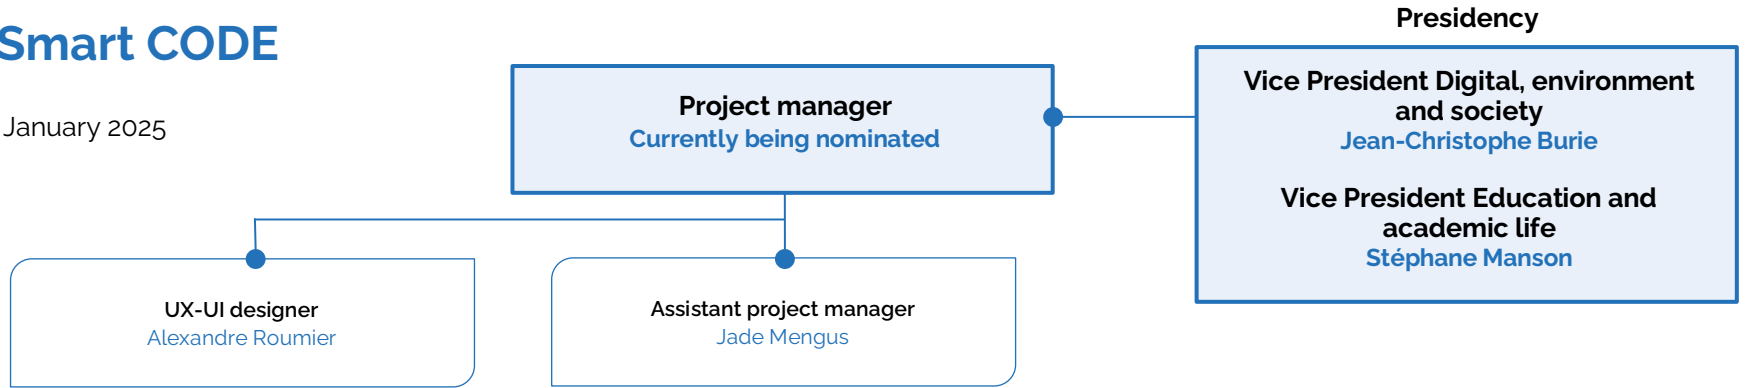 Smart CODE
January 2025
Presidency
Project manager
Currently being nominated
Vice President Digital, environment
and society
Jean-Christophe Burie
Vice President Education and
academic life
Stéphane Manson
UX-UI designer
Alexandre Roumier
Assistant project manager
Jade Mengus